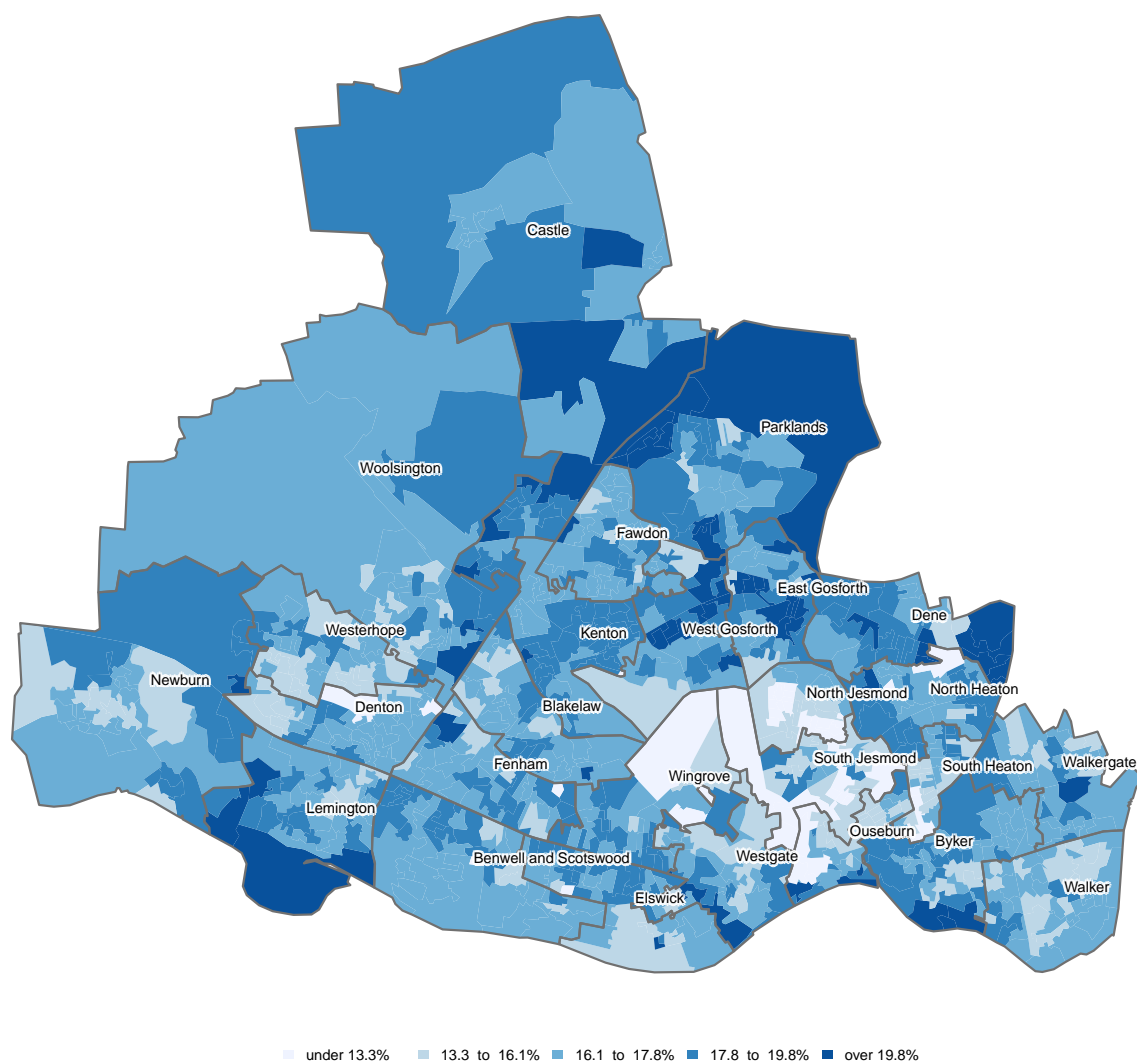 Castle
Parklands
Woolsington
Fawdon
East Gosforth
Dene
Westerhope
Kenton
West Gosforth
Newburn
North Jesmond
North Heaton
Denton
Blakelaw
Fenham
South Jesmond
South Heaton
Walkergate
Wingrove
Lemington
Ouseburn
Byker
Benwell and Scotswood
Westgate
Walker
Elswick
under 13.3% 13.3 to 16.1% 16.1 to 17.8% 17.8 to 19.8% over 19.8%